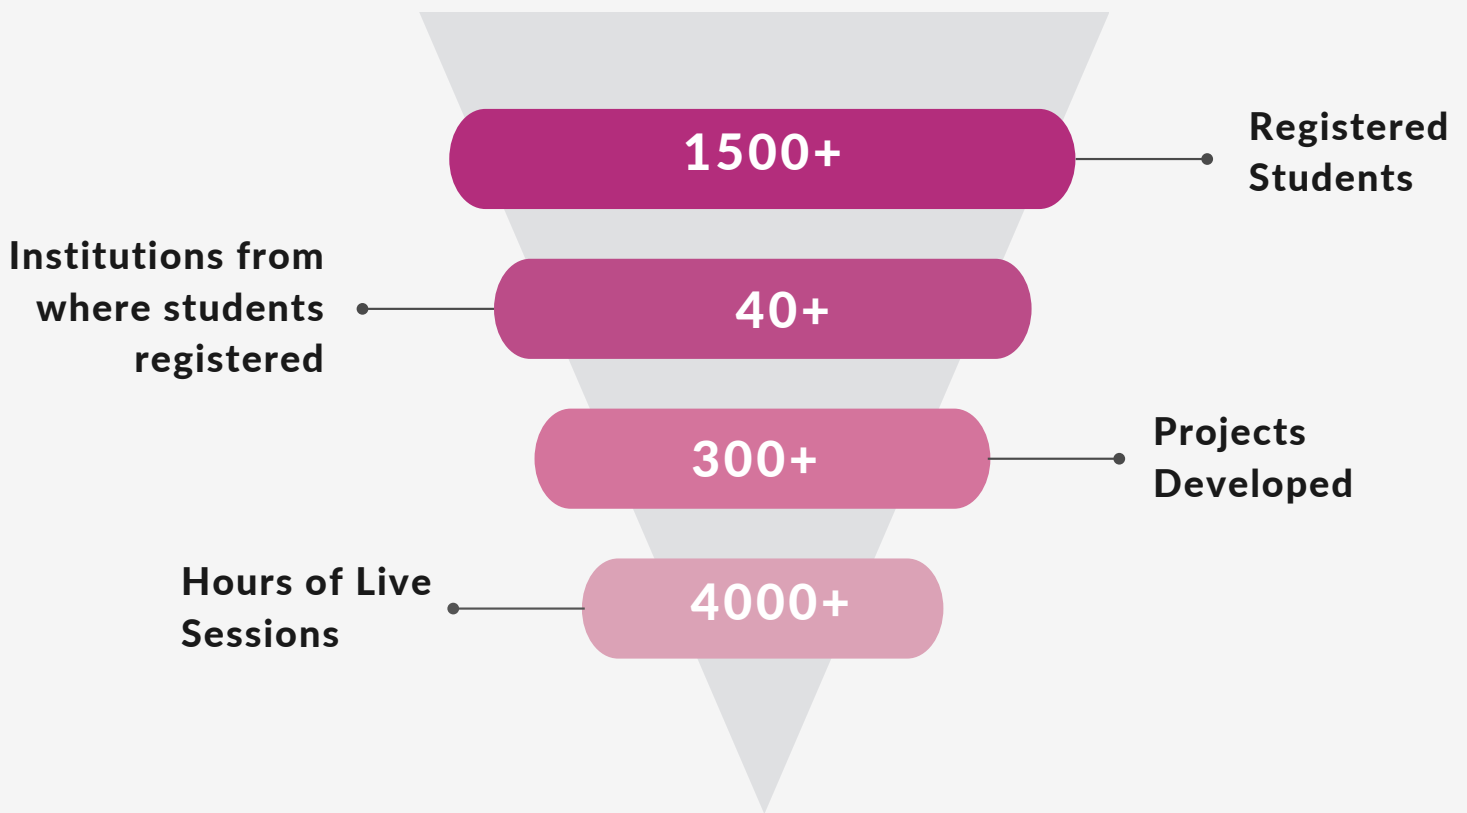 1500+
Registered
Students
Institutions from
where students
registered
40+
300+
Projects
Developed
Hours of Live
Sessions
4000+